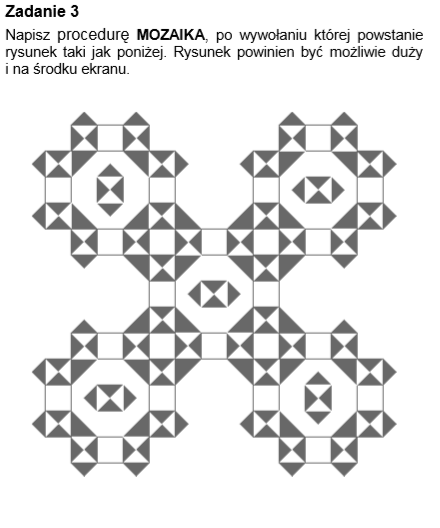 Zadanie 3
Napisz procedurę MOZAIKA, po wywołaniu której powstanie
rysunek taki jak poniżej. Rysunek powinien być możliwie duży
i na środku ekranu.